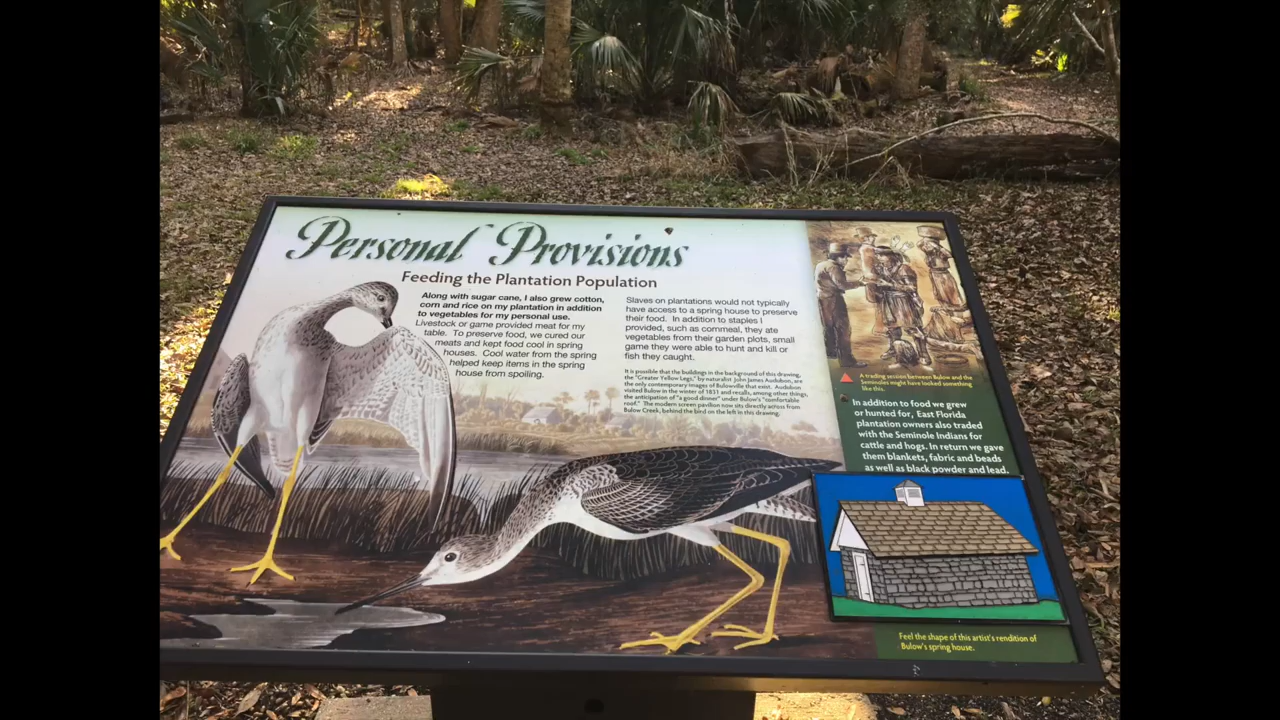 Personal Provisions
Feeding the Plantation Population
Along with sugar cane, I also grew cotton,
corn and rice on my plantation in addition
to vegetables for my personal use.
Livestock or game provided meat for my
table. To preserve food, we cured our
meats and kept food cool in spring
houses. Cool water from the spring
helped keep items in the spring
house from spoiling.
Slaves on plantations would not typically
have access to a spring house to preserve
their food. In addition to staples I
provided, such as cornmeal, they ate
vegetables from their garden plots, small
game they were able to hunt and kill or
fish they caught.
It is possible that the buildings in the background of this drawing,
the "Greater Yellow Legs," by naturalist John James Audubon, are
the only contemporary images of Bulowville that exist. Audubon
visited Bulow in the winter of 1831 and recalls, among other things,
the anticipation of "a good dinner" under Bulow's "comfortable
roof." The modern screen pavilion now sits directly across from
Bulow Creek, behind the bird on the left in this drawing.
A trading session between Bulow and the
Seminoles might have looked something
like this.
In addition to food we grew
or hunted for, East Florida
plantation owners also traded
with the Seminole Indians for
cattle and hogs. In return we gave
them blankets, fabric and beads
as well as black powder and lead.
Feel the shape of this artist's rendition of
Bulow's spring house.